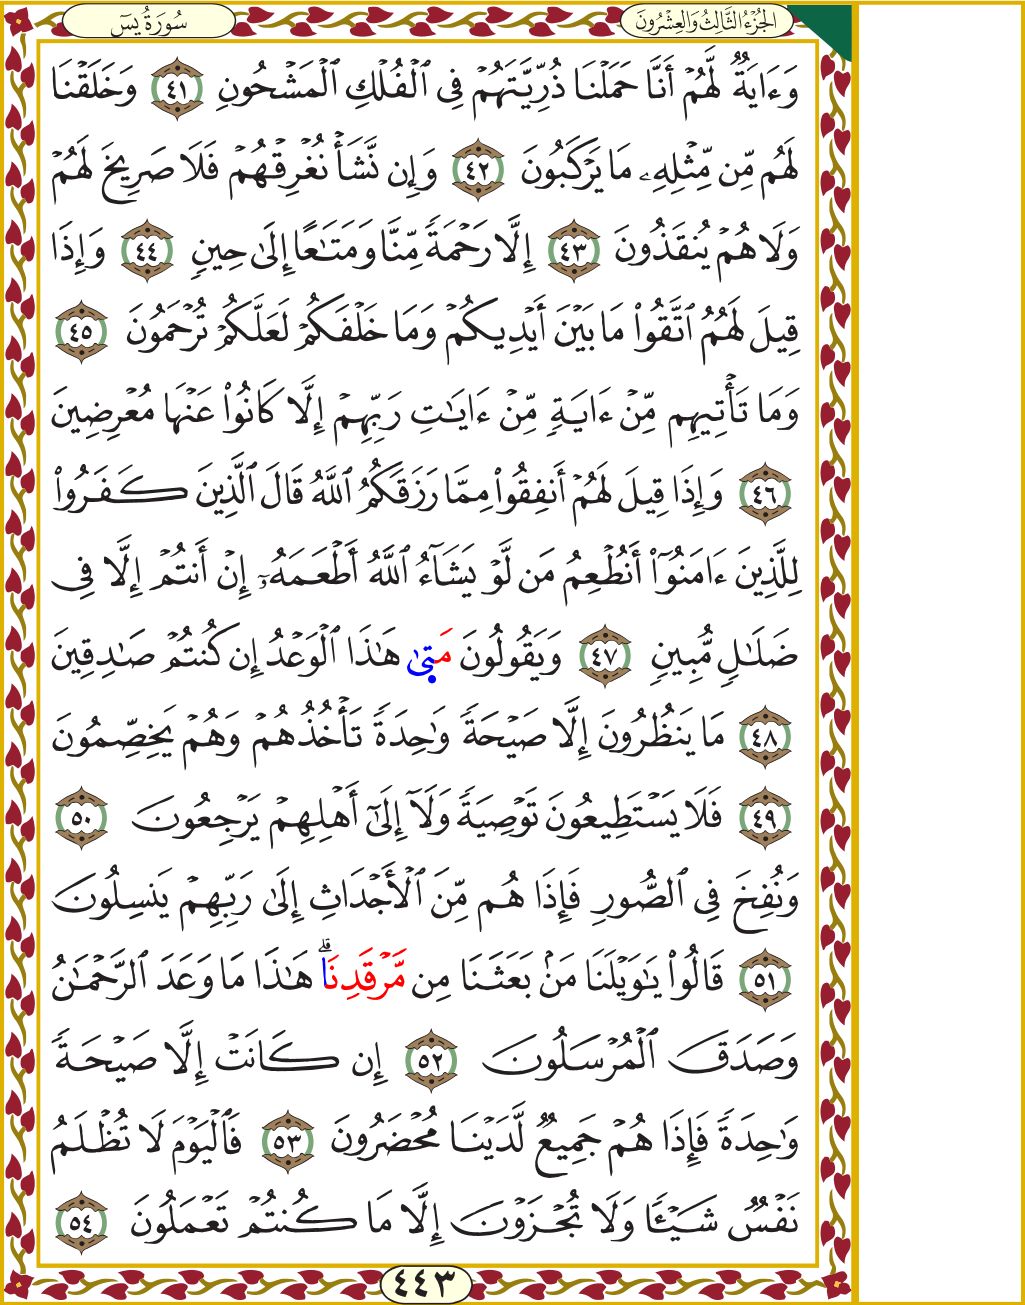 الجُزْءُ الثَّالِثُ وَالعِشْرُونَ
سُورَةُ يسٓ
وَءَايَةٌ لَّهُمْ أَنَّا حَمَلْنَا ذُرِّيَّتَهُمْ فِى ٱلْفُلْكِ ٱلْمَشْحُونِ ٤١ وَخَلَقْنَا
لَهُم مِّن مِّثْلِهِۦ مَا يَرْكَبُونَ ٤٢ وَإِن نَّشَأْ نُغْرِقْهُمْ فَلَا صَرِيخَ لَهُمْ
وَلَا هُمْ يُنقَذُونَ ٤٣ إِلَّا رَحْمَةً مِّنَّا وَمَتَٰعًا إِلَىٰ حِينٍ ٤٤ وَإِذَا
قِيلَ لَهُمُ ٱتَّقُوا۟ مَا بَيْنَ أَيْدِيكُمْ وَمَا خَلْفَكُمْ لَعَلَّكُمْ تُرْحَمُونَ ٤٥
وَمَا تَأْتِيهِم مِّنْ ءَايَةٍ مِّنْ ءَايَٰتِ رَبِّهِمْ إِلَّا كَانُوا۟ عَنْهَا مُعْرِضِينَ
٤٦ وَإِذَا قِيلَ لَهُمْ أَنفِقُوا۟ مِمَّا رَزَقَكُمُ ٱللَّهُ قَالَ ٱلَّذِينَ كَفَرُوا۟
لِلَّذِينَ ءَامَنُوٓا۟ أَنُطْعِمُ مَن لَّوْ يَشَآءُ ٱللَّهُ أَطْعَمَهُۥٓ إِنْ أَنتُمْ إِلَّا فِى
ضَلَٰلٍ مُّبِينٍ ٤٧ وَيَقُولُونَ مَتَىٰ هَٰذَا ٱلْوَعْدُ إِن كُنتُمْ صَٰدِقِينَ
٤٨ مَا يَنظُرُونَ إِلَّا صَيْحَةً وَٰحِدَةً تَأْخُذُهُمْ وَهُمْ يَخِصِّمُونَ
٤٩ فَلَا يَسْتَطِيعُونَ تَوْصِيَةً وَلَآ إِلَىٰٓ أَهْلِهِمْ يَرْجِعُونَ ٥٠
وَنُفِخَ فِى ٱلصُّورِ فَإِذَا هُم مِّنَ ٱلْأَجْدَاثِ إِلَىٰ رَبِّهِمْ يَنسِلُونَ
٥١ قَالُوا۟ يَٰوَيْلَنَا مَنۢ بَعَثَنَا مِن مَّرْقَدِنَاۗ هَٰذَا مَا وَعَدَ ٱلرَّحْمَٰنُ
وَصَدَقَ ٱلْمُرْسَلُونَ ٥٢ إِن كَانَتْ إِلَّا صَيْحَةً
وَٰحِدَةً فَإِذَا هُمْ جَمِيعٌ لَّدَيْنَا مُحْضَرُونَ ٥٣ فَٱلْيَوْمَ لَا تُظْلَمُ
نَفْسٌ شَيْـًٔا وَلَا تُجْزَوْنَ إِلَّا مَا كُنتُمْ تَعْمَلُونَ ٥٤
٤٤٣